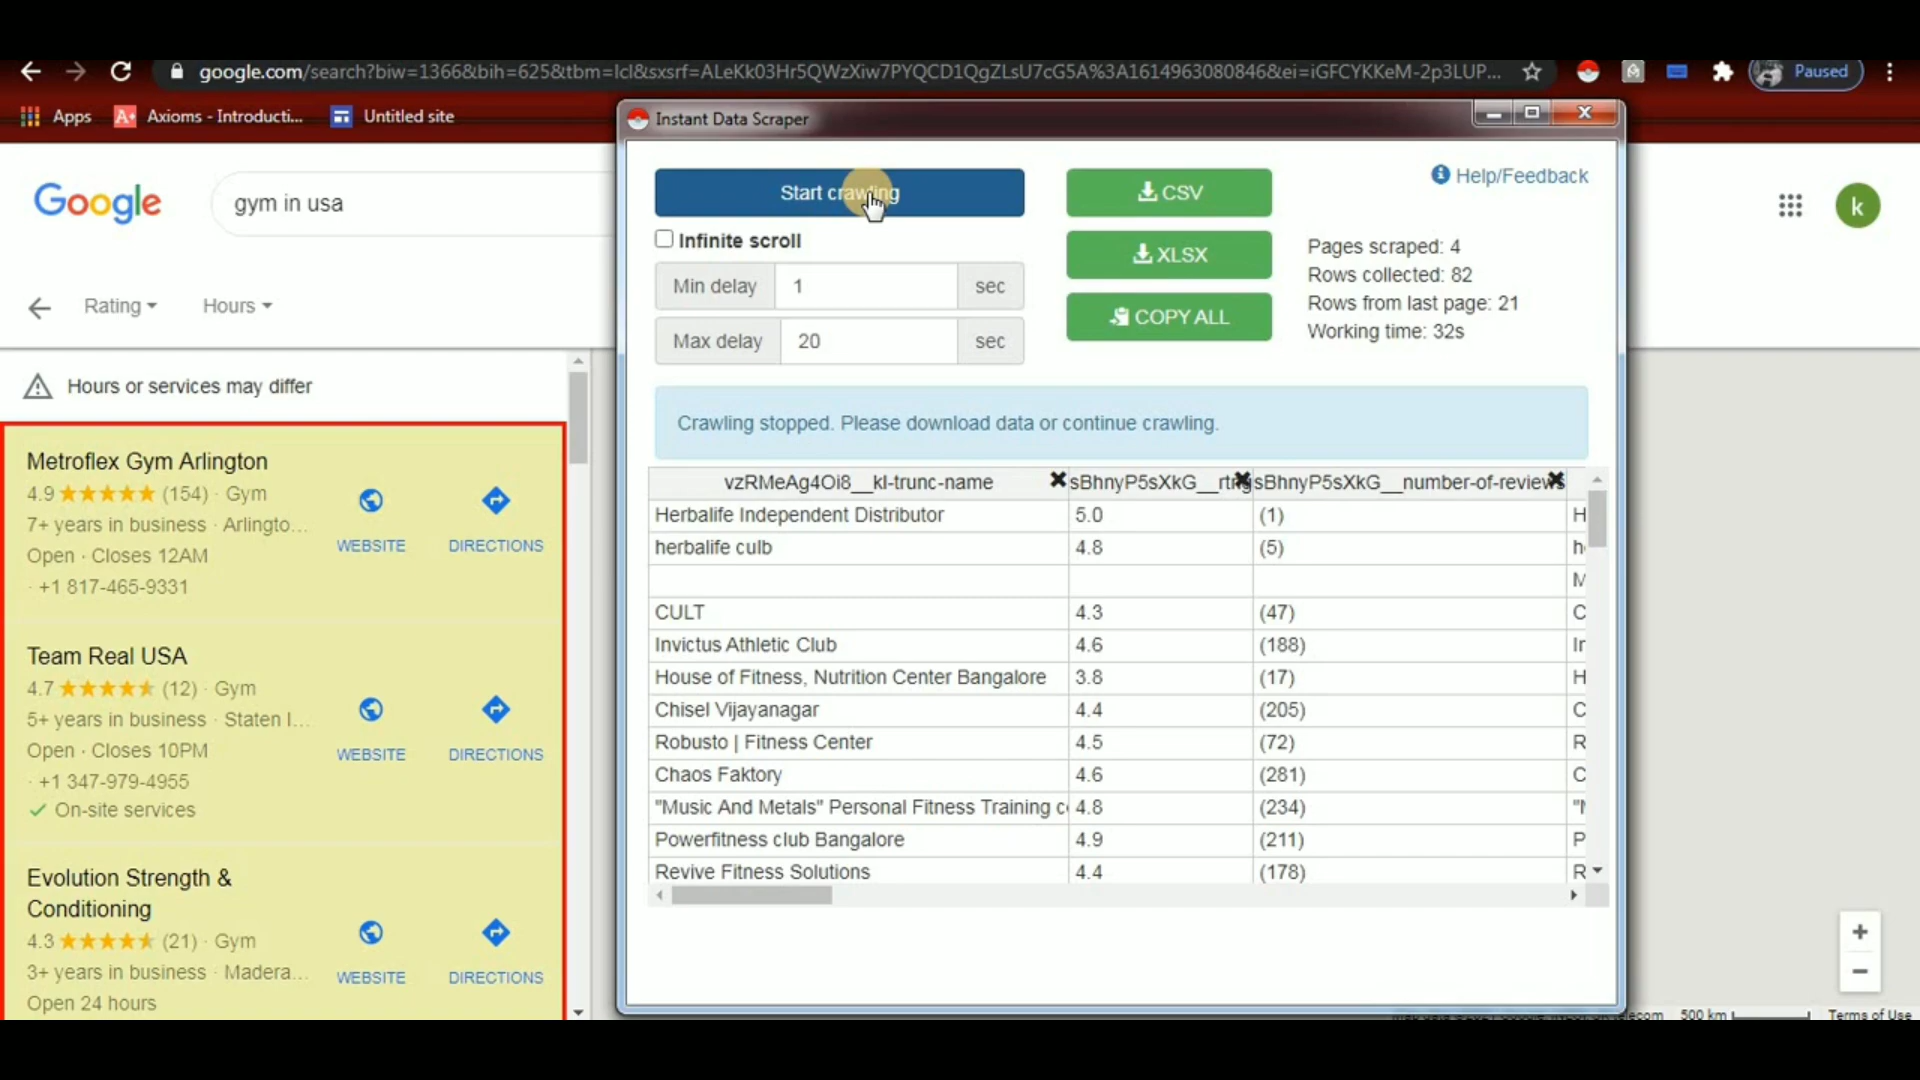 google.com/search?biw=1366&bih=625&tbm=lcl&sxsrf=ALeKk03Hr5QWzXiw7PYQCD1QgZLsU7cG5A%3A1614963080846&ei=iGFCYKKeM-2p3LUP...
Paused
Apps
Axioms - Introducti...
Untitled site
Instant Data Scraper
Google
gym in usa
k
Rating
Hours
Start crawling
CSV
Help/Feedback
Infinite scroll
XLSX
Min delay 1 sec
COPY ALL
Max delay 20 sec
Pages scraped: 4
Rows collected: 82
Rows from last page: 21
Working time: 32s
Hours or services may differ
Crawling stopped. Please download data or continue crawling.
Metroflex Gym Arlington
4.9 (154) · Gym
7+ years in business · Arlingto...
Open · Closes 12AM
· +1 817-465-9331
WEBSITE
DIRECTIONS
Team Real USA
4.7 (12) · Gym
5+ years in business · Staten I...
Open · Closes 10PM
· +1 347-979-4955
On-site services
WEBSITE
DIRECTIONS
Evolution Strength &
Conditioning
4.3 (21) · Gym
3+ years in business · Madera...
Open 24 hours
WEBSITE
DIRECTIONS
vzRMeAg4Oi8__kl-trunc-name sBhnyP5sXkG__rtng sBhnyP5sXkG__number-of-reviews
Herbalife Independent Distributor 5.0 (1) H
herbalife culb 4.8 (5) h
M
CULT 4.3 (47) C
Invictus Athletic Club 4.6 (188) In
House of Fitness, Nutrition Center Bangalore 3.8 (17) H
Chisel Vijayanagar 4.4 (205) C
Robusto | Fitness Center 4.5 (72) R
Chaos Faktory 4.6 (281) C
"Music And Metals" Personal Fitness Training c 4.8 (234) "M
Powerfitness club Bangalore 4.9 (211) P
Revive Fitness Solutions 4.4 (178) R
500 km
Terms of Use